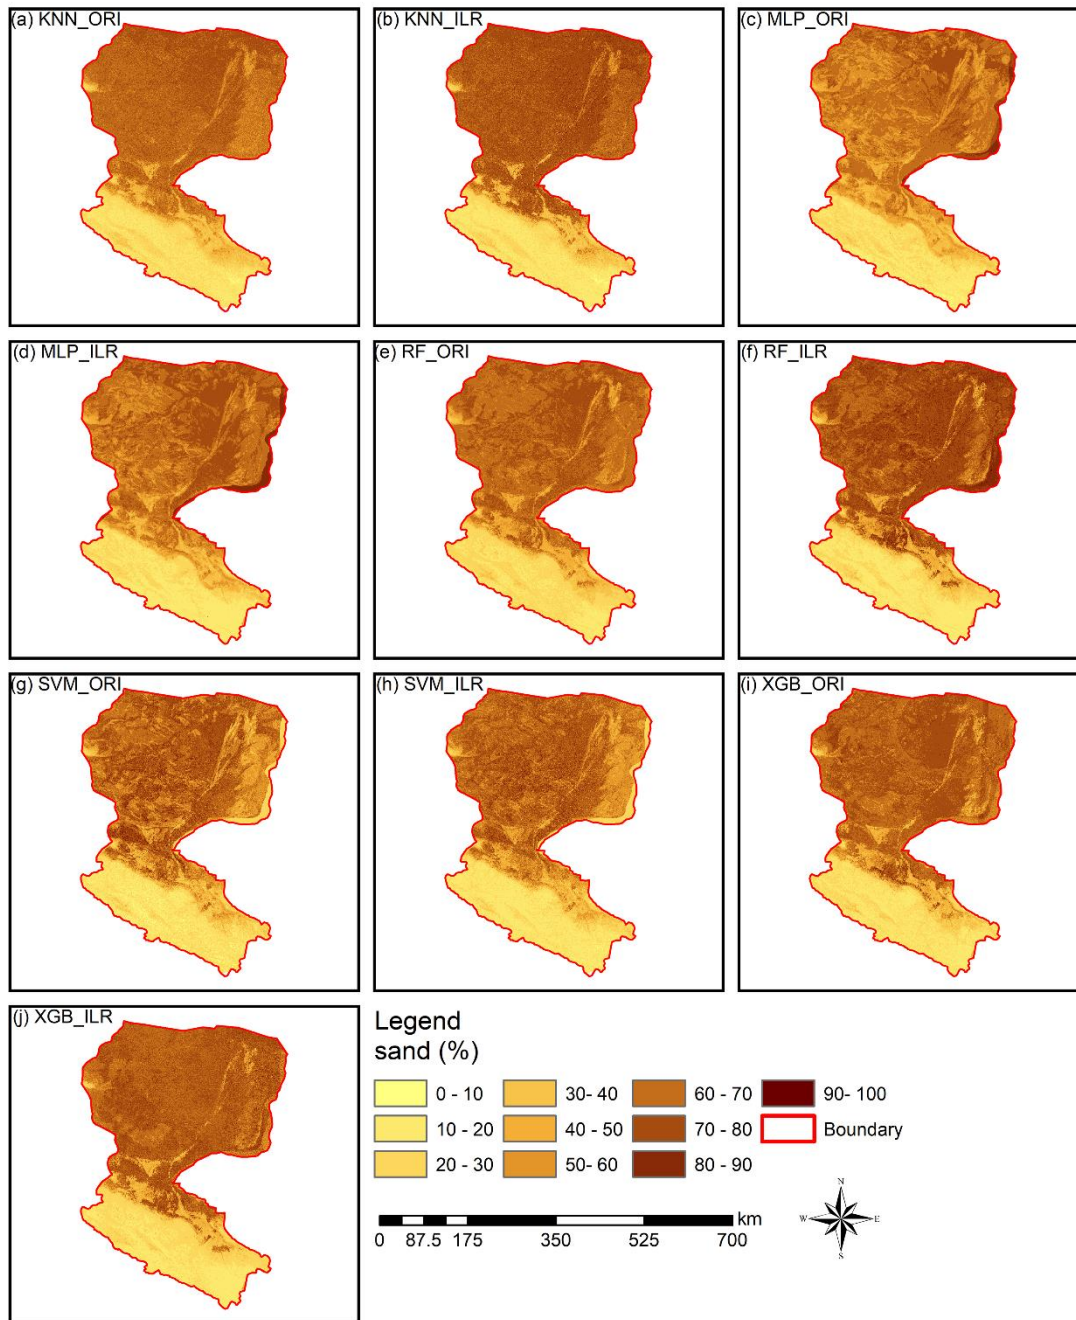 (a) KNN_ORI
(b) KNN_ILR
(c) MLP_ORI
(d) MLP_ILR
(e) RF_ORI
(f) RF_ILR
(g) SVM_ORI
(h) SVM_ILR
(i) XGB_ORI
(j) XGB_ILR
Legend
sand (%)
0 - 10
30- 40
60 - 70
90- 100
10 - 20
40 - 50
70 - 80
Boundary
20 - 30
50- 60
80 - 90
km
0 87.5 175 350 525 700
N
W E
S